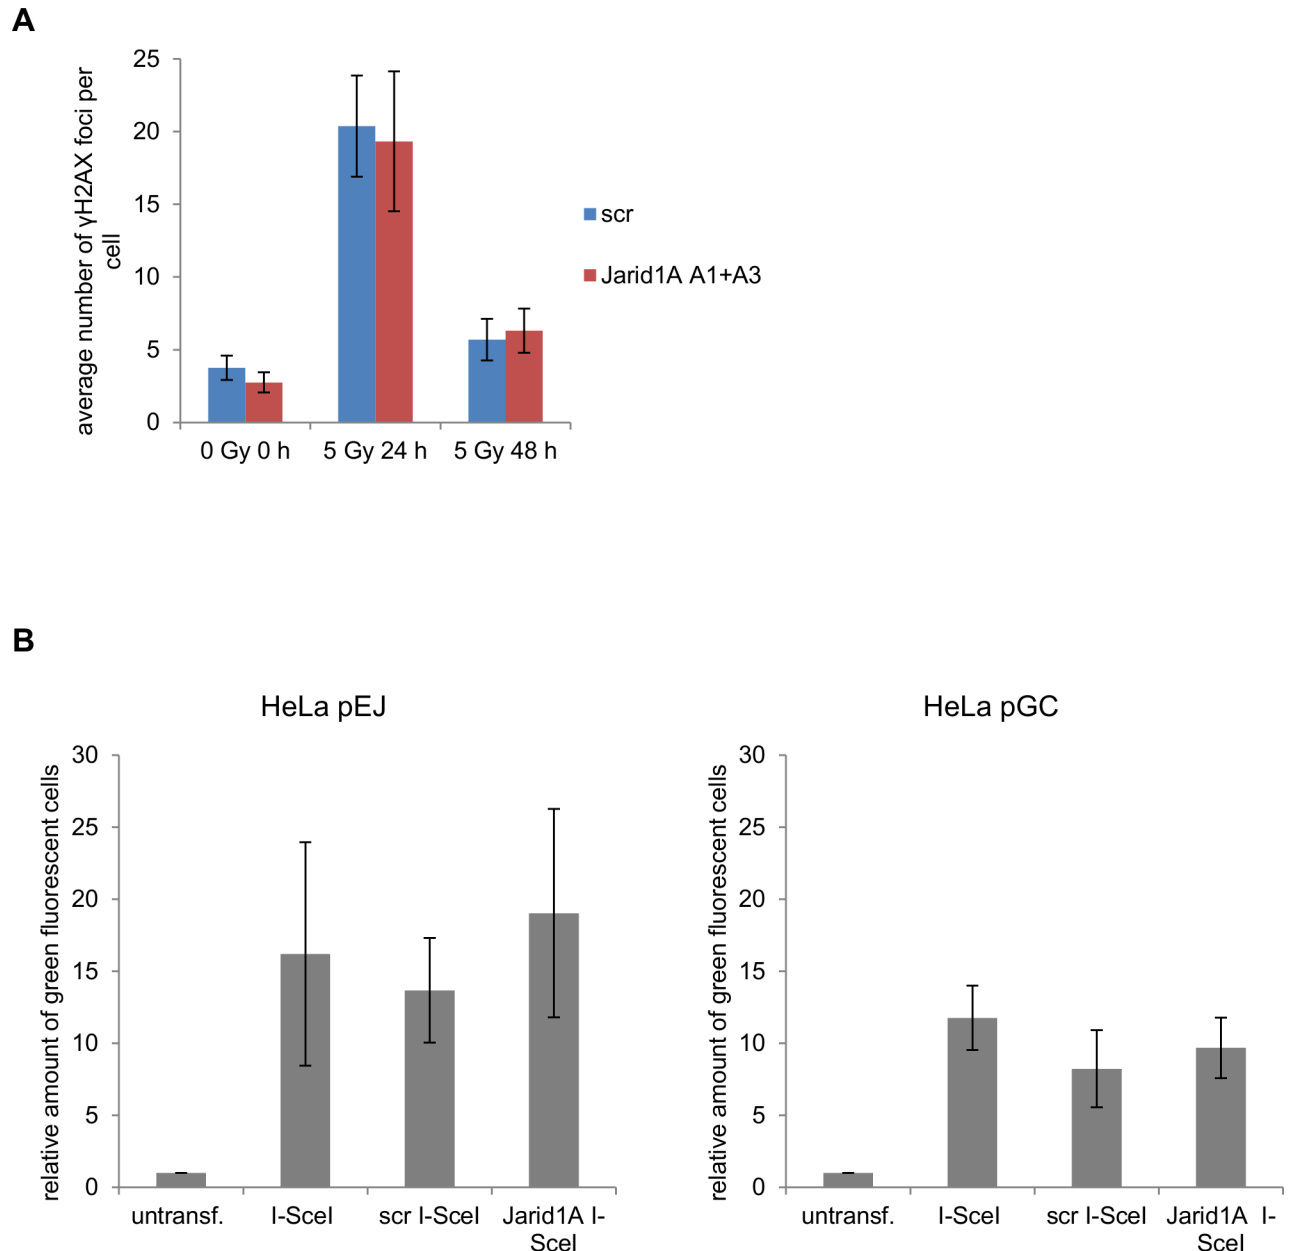 A
average number of γH2AX foci per
cell
25
20
15
10
5
0
0 Gy 0 h
5 Gy 24 h
5 Gy 48 h
scr
Jarid1A A1+A3
B
HeLa pEJ
relative amount of green fluorescent cells
30
25
20
15
10
5
0
untransf.
I-SceI
scr I-SceI
Jarid1A I-
SceI
HeLa pGC
relative amount of green fluorescent cells
30
25
20
15
10
5
0
untransf.
I-SceI
scr I-SceI
Jarid1A I-
SceI